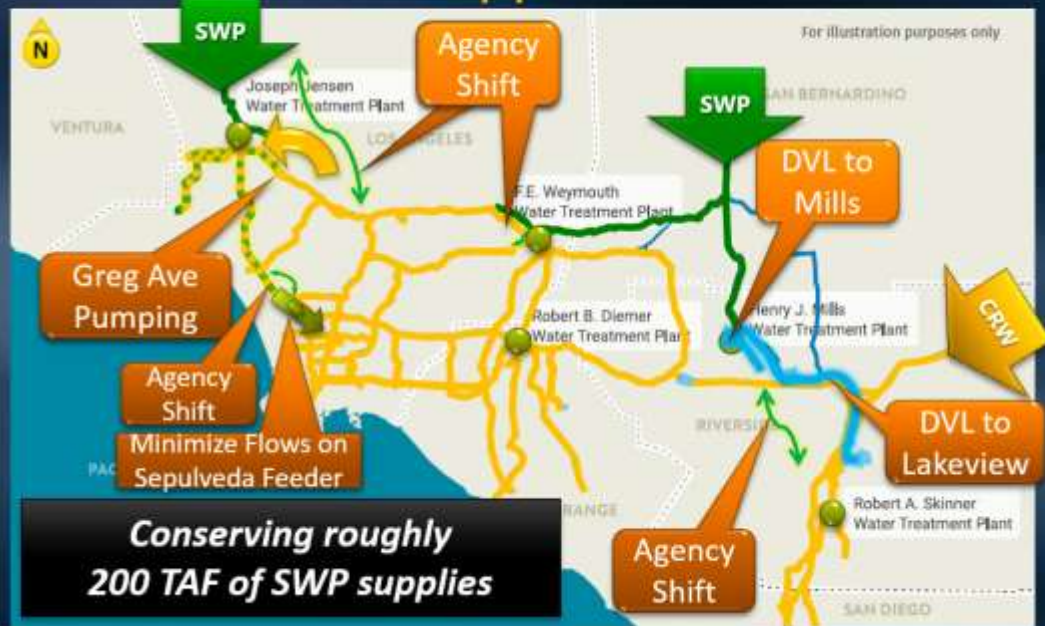 N
SWP
Agency
Shift
For illustration purposes only
Joseph Jensen
Water Treatment Plant
SWP
SAN BERNARDINO
VENTURA
LOS ANGELES
DVL to
Mills
F.E. Weymouth
Water Treatment Plant
Greg Ave
Pumping
Robert B. Diemer
Water Treatment Plant
Henry J. Mills
Water Treatment Plant
CRW
Agency
Shift
Minimize Flows on
Sepulveda Feeder
RIVERSIDE
DVL to
Lakeview
Conserving roughly
200 TAF of SWP supplies
ORANGE
Agency
Shift
Robert A. Skinner
Water Treatment Plant
SAN DIEGO